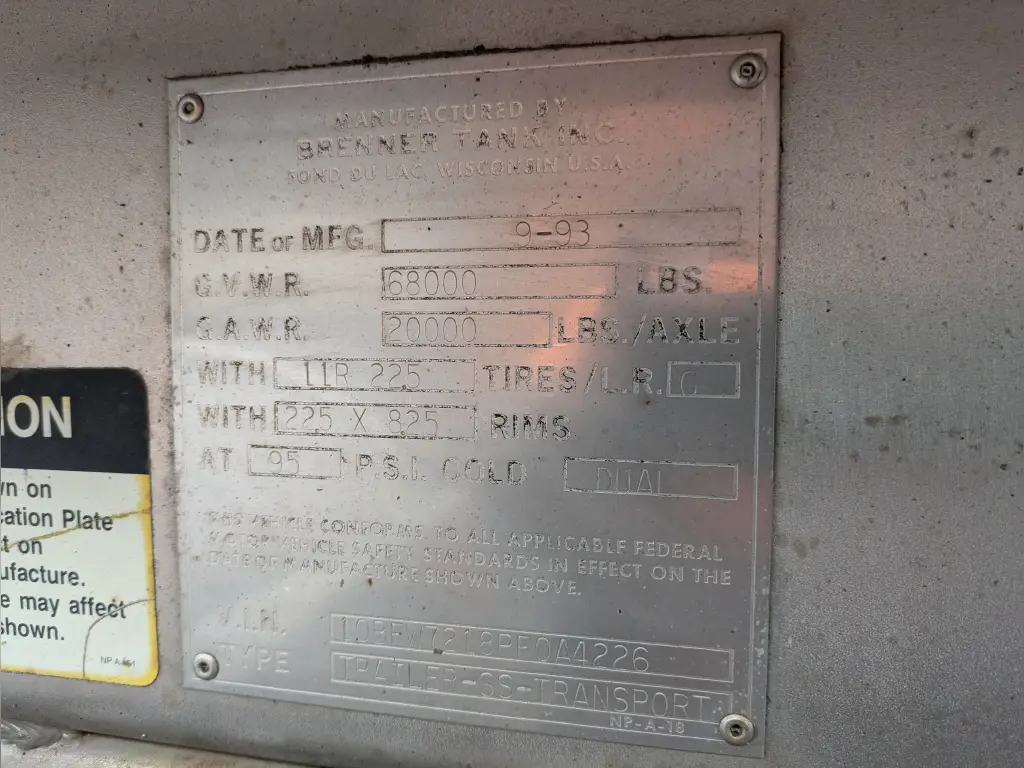 MANUFACTURED BY
BRENNER TANK INC.
FOND DU LAC, WISCONSIN U.S.A.
DATE OF MFG. 9-93
G.V.W.R. 68000 LBS.
G.A.W.R. 20000 LBS./AXLE
WITH 11R 225 TIRES/L.R. G
WITH 225 X 825 RIMS
AT 95 P.S.I. COLD DUAL
THIS VEHICLE CONFORMS TO ALL APPLICABLE FEDERAL
MOTOR VEHICLE SAFETY STANDARDS IN EFFECT ON THE
DATE OF MANUFACTURE SHOWN ABOVE.
V.I.N. 10BFW7218PF0A4226
TYPE TRAILER-SS-TRANSPORT
NP-A-18
ION
wn on
cation Plate
t on
ufacture.
e may affect
shown.